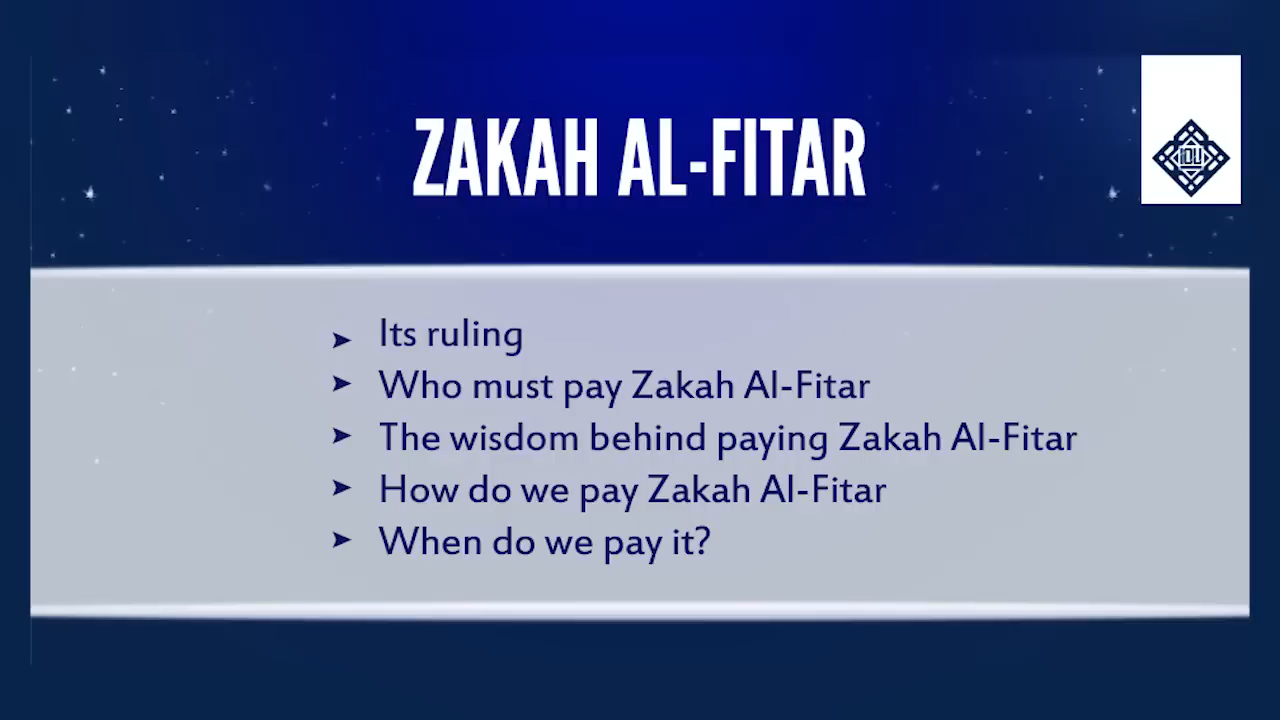 ZAKAH AL-FITAR
IOU
➤ Its ruling
➤ Who must pay Zakah Al-Fitar
➤ The wisdom behind paying Zakah Al-Fitar
➤ How do we pay Zakah Al-Fitar
➤ When do we pay it?